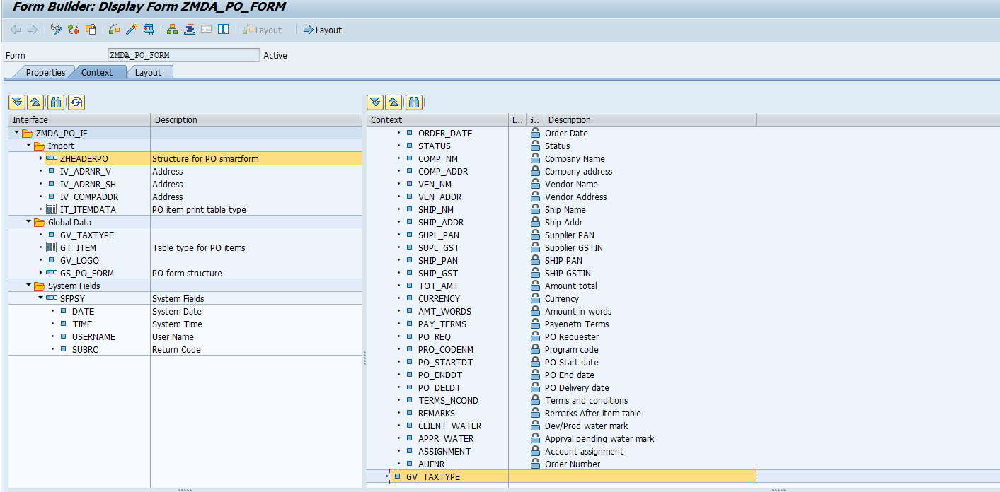 Form Builder: Display Form ZMDA_PO_FORM
Layout Layout
Form ZMDA_PO_FORM Active
Properties Context Layout
Interface Description
ZMDA_PO_IF
Import
ZHEADERPO Structure for PO smartform
IV_ADRNR_V Address
IV_ADRNR_SH Address
IV_COMPADDR Address
IT_ITEMDATA PO item print table type
Global Data
GV_TAXTYPE
GT_ITEM Table type for PO items
GV_LOGO
GS_PO_FORM PO form structure
System Fields
SFPSY System Fields
DATE System Date
TIME System Time
USERNAME User Name
SUBRC Return Code
Context [... G.. Description
ORDER_DATE Order Date
STATUS Status
COMP_NM Company Name
COMP_ADDR Company address
VEN_NM Vendor Name
VEN_ADDR Vendor Address
SHIP_NM Ship Name
SHIP_ADDR Ship Addr
SUPL_PAN Supplier PAN
SUPL_GST Supplier GSTIN
SHIP_PAN SHIP PAN
SHIP_GST SHIP GSTIN
TOT_AMT Amount total
CURRENCY Currency
AMT_WORDS Amount in words
PAY_TERMS Payenetn Terms
PO_REQ PO Requester
PRO_CODENM Program code
PO_STARTDT PO Start date
PO_ENDDT PO End date
PO_DELDT PO Delivery date
TERMS_NCOND Terms and conditions
REMARKS Remarks After item table
CLIENT_WATER Dev/Prod water mark
APPR_WATER Apprval pending water mark
ASSIGNMENT Account assignment
AUFNR Order Number
GV_TAXTYPE